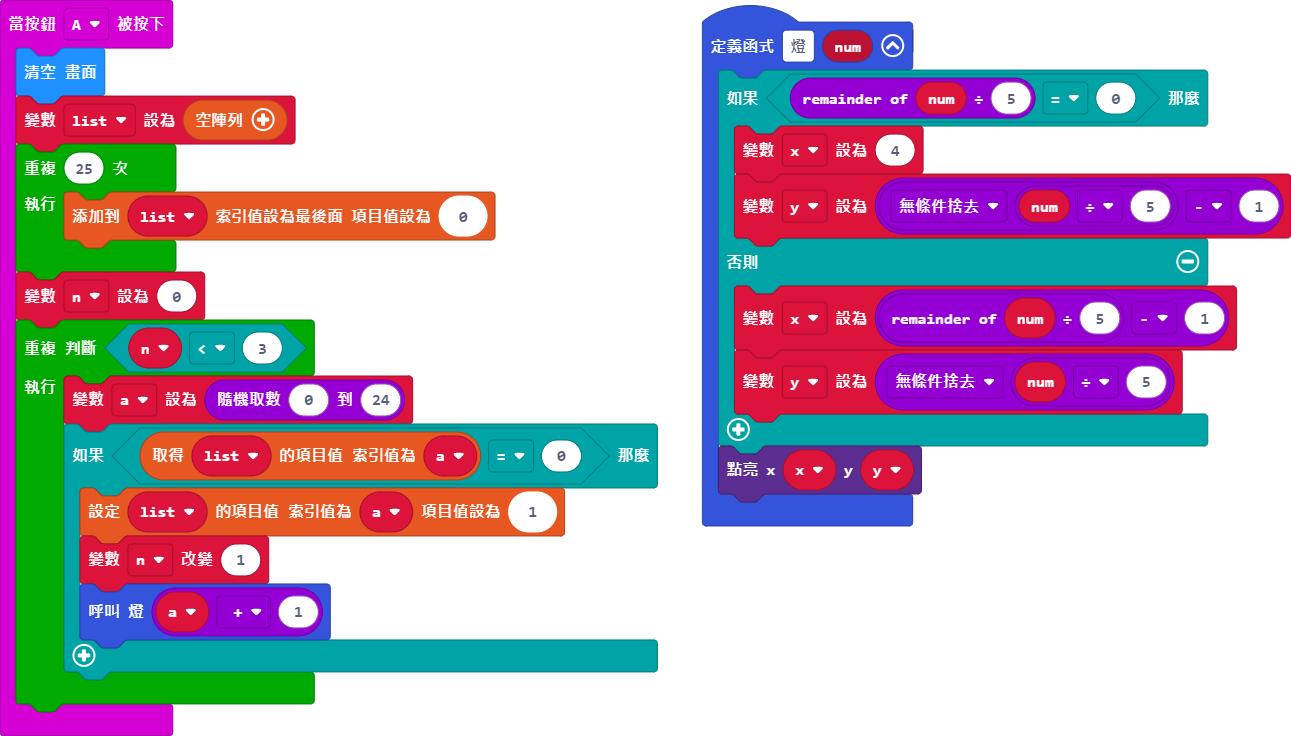 當按鈕 A 被按下
清空 畫面
變數 list 設為 空陣列
重複 25 次
執行 添加到 list 索引值設為最後面 項目值設為 0
變數 n 設為 0
重複 判斷 n < 3
執行 變數 a 設為 隨機取數 0 到 24
如果 取得 list 的項目值 索引值為 a = 0 那麼
設定 list 的項目值 索引值為 a 項目值設為 1
變數 n 改變 1
呼叫 燈 a + 1
定義函式 燈 num
如果 remainder of num ÷ 5 = 0 那麼
變數 x 設為 4
變數 y 設為 無條件捨去 num ÷ 5 - 1
否則
變數 x 設為 remainder of num ÷ 5 - 1
變數 y 設為 無條件捨去 num ÷ 5
點亮 x x y y